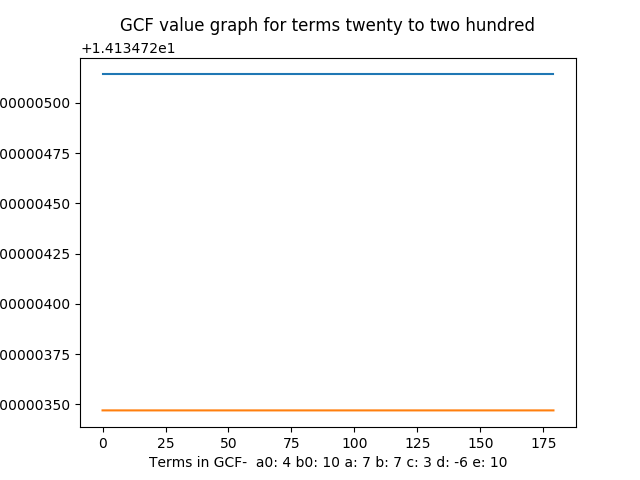 GCF value graph for terms twenty to two hundred
+1.413472e1
00000500
00000475
00000450
00000425
00000400
00000375
00000350
0 25 50 75 100 125 150 175
Terms in GCF- a0: 4 b0: 10 a: 7 b: 7 c: 3 d: -6 e: 10